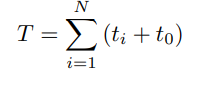 T = \sum_{i=1}^{N} (t_i + t_0)